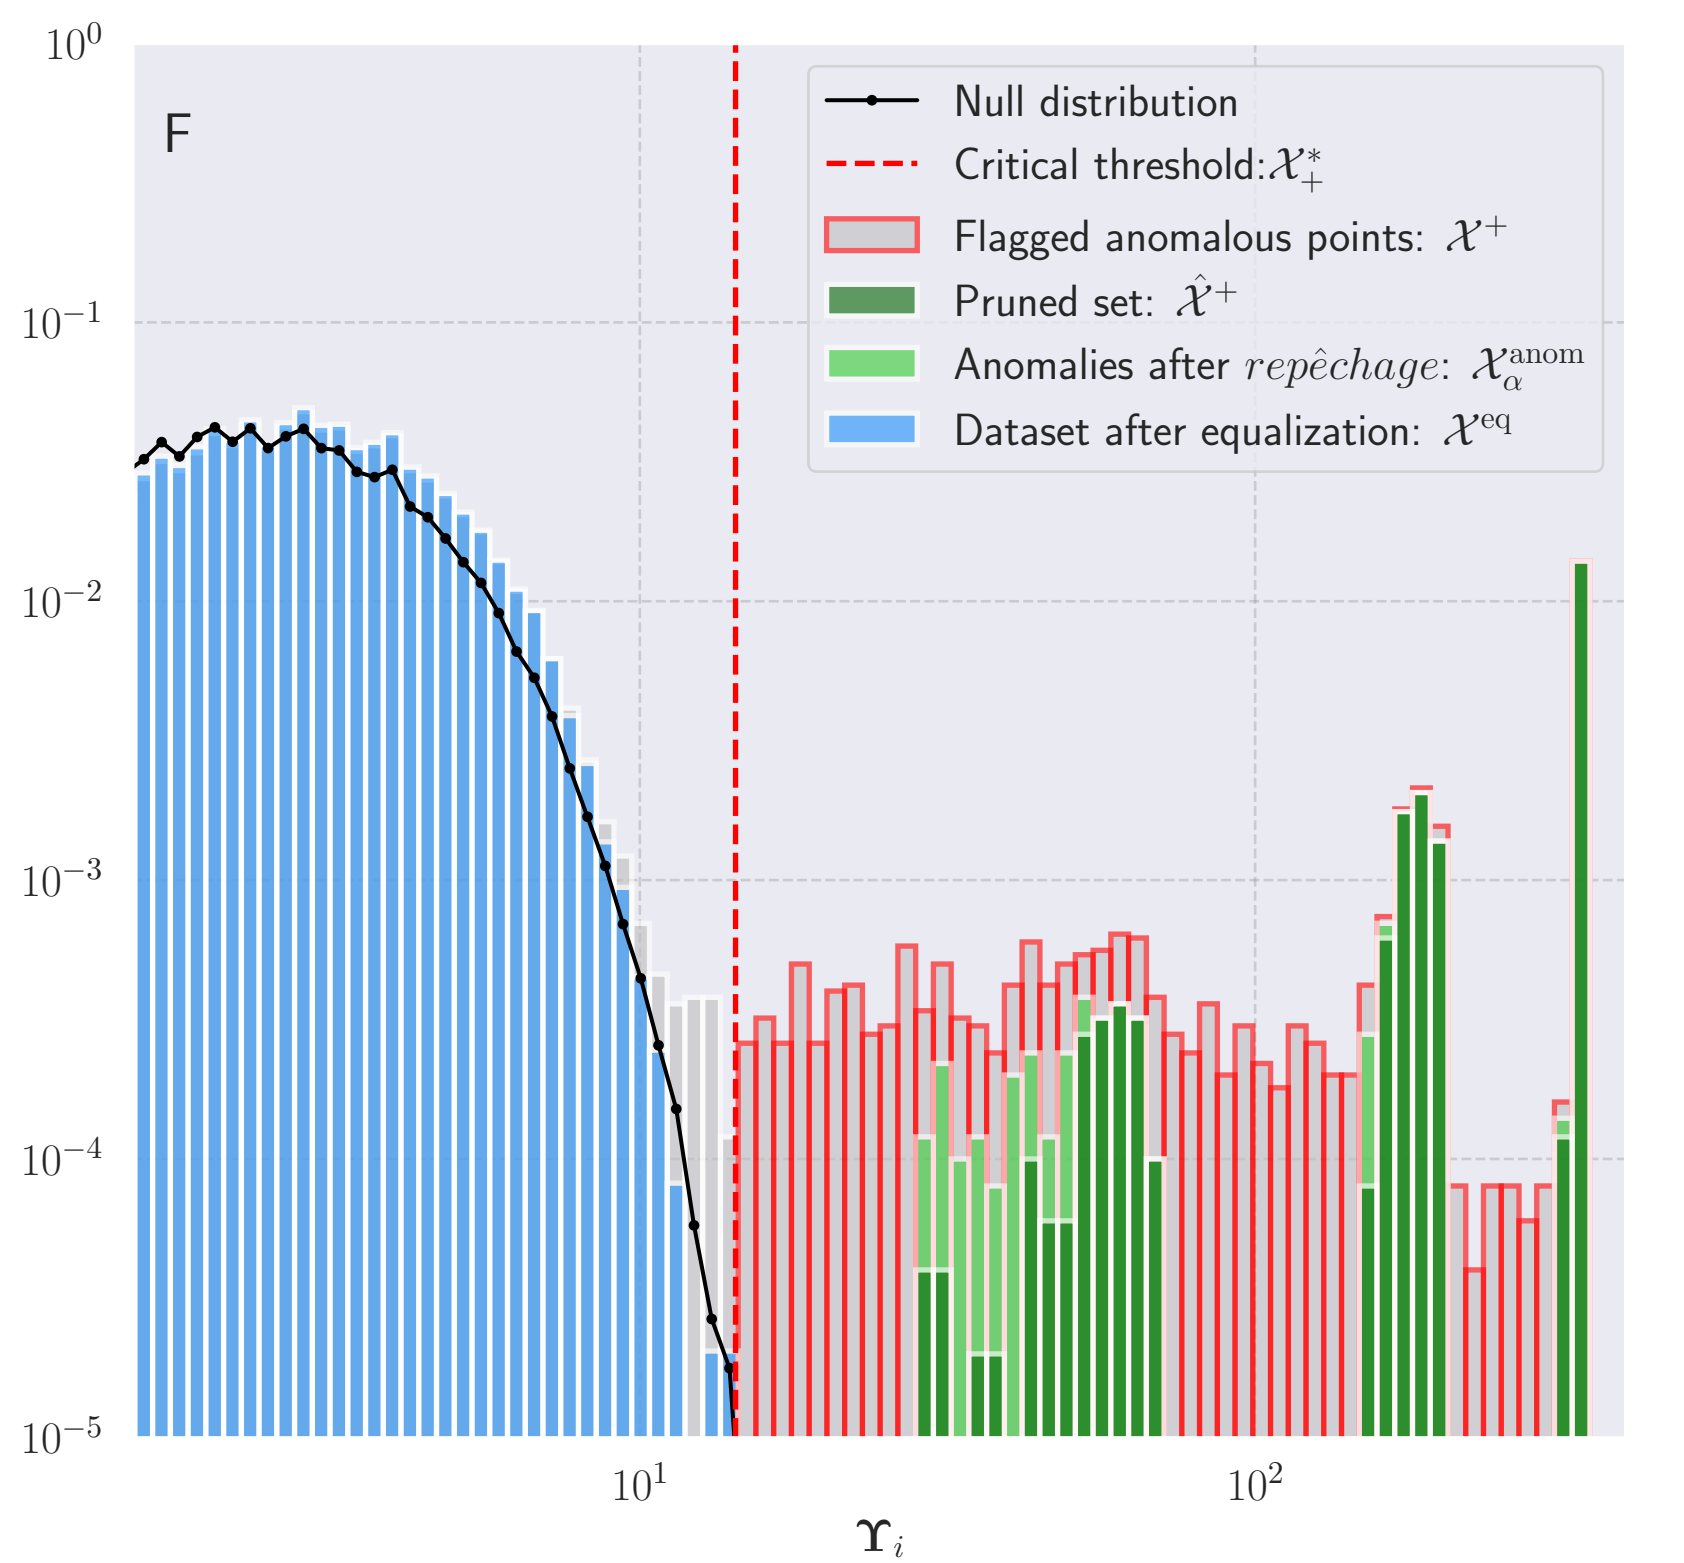 F
Null distribution
Critical threshold:𝒳₊*
Flagged anomalous points: 𝒳⁺
Pruned set: 𝒳̂⁺
Anomalies after repêchage: 𝒳_α^anom
Dataset after equalization: 𝒳^eq
10⁰
10⁻¹
10⁻²
10⁻³
10⁻⁴
10⁻⁵
10¹
10²
ϒᵢ